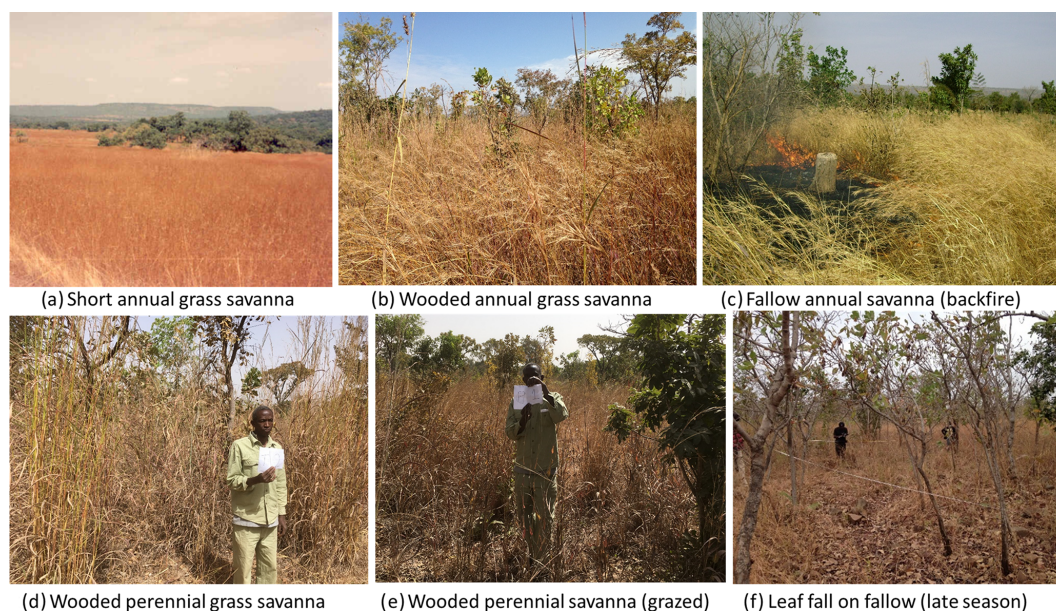 (a) Short annual grass savanna
(b) Wooded annual grass savanna
(c) Fallow annual savanna (backfire)
(d) Wooded perennial grass savanna
(e) Wooded perennial savanna (grazed)
(f) Leaf fall on fallow (late season)